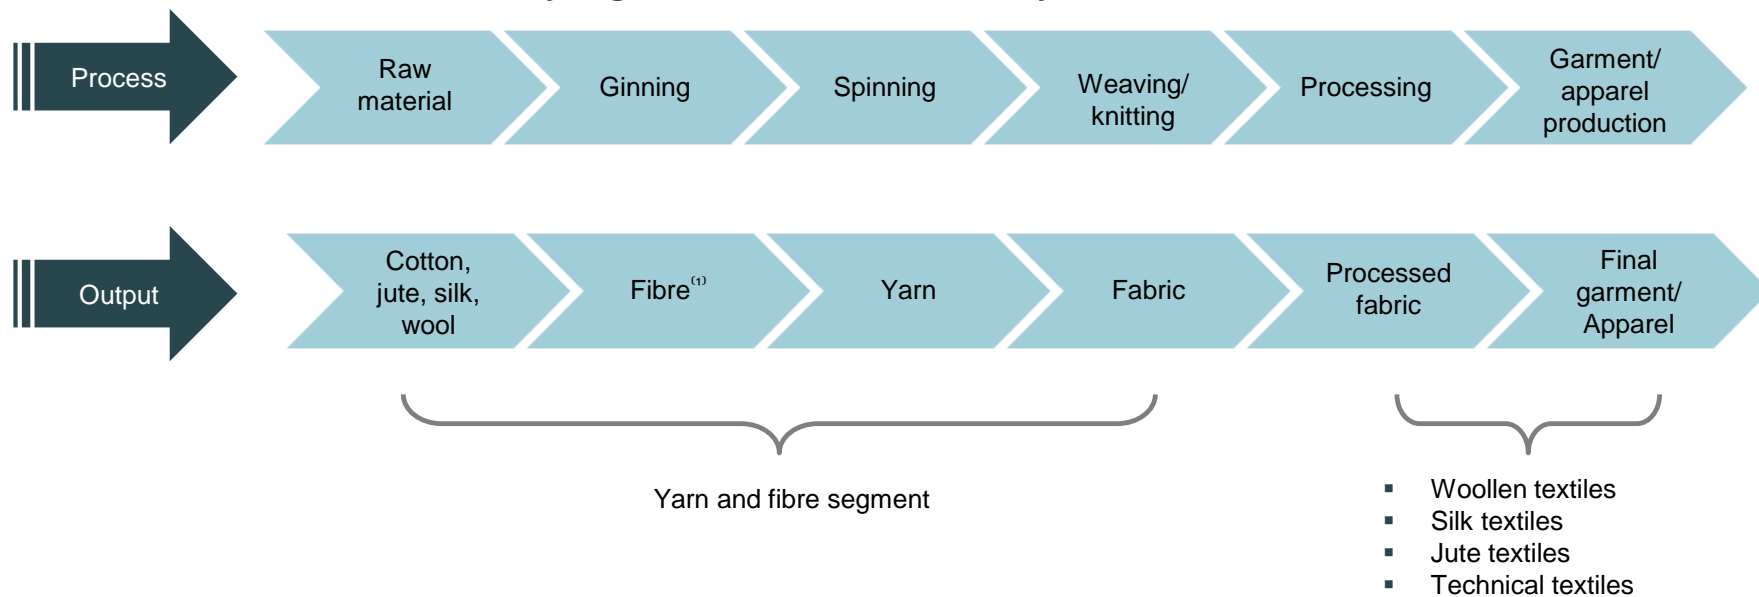 Process
Raw
material
Ginning
Spinning
Weaving/
knitting
Processing
Garment/
apparel
production
Output
Cotton,
jute, silk,
wool
Fibre⁽¹⁾
Yarn
Fabric
Processed
fabric
Final
garment/
Apparel
Yarn and fibre segment
▪ Woollen textiles
▪ Silk textiles
▪ Jute textiles
▪ Technical textiles